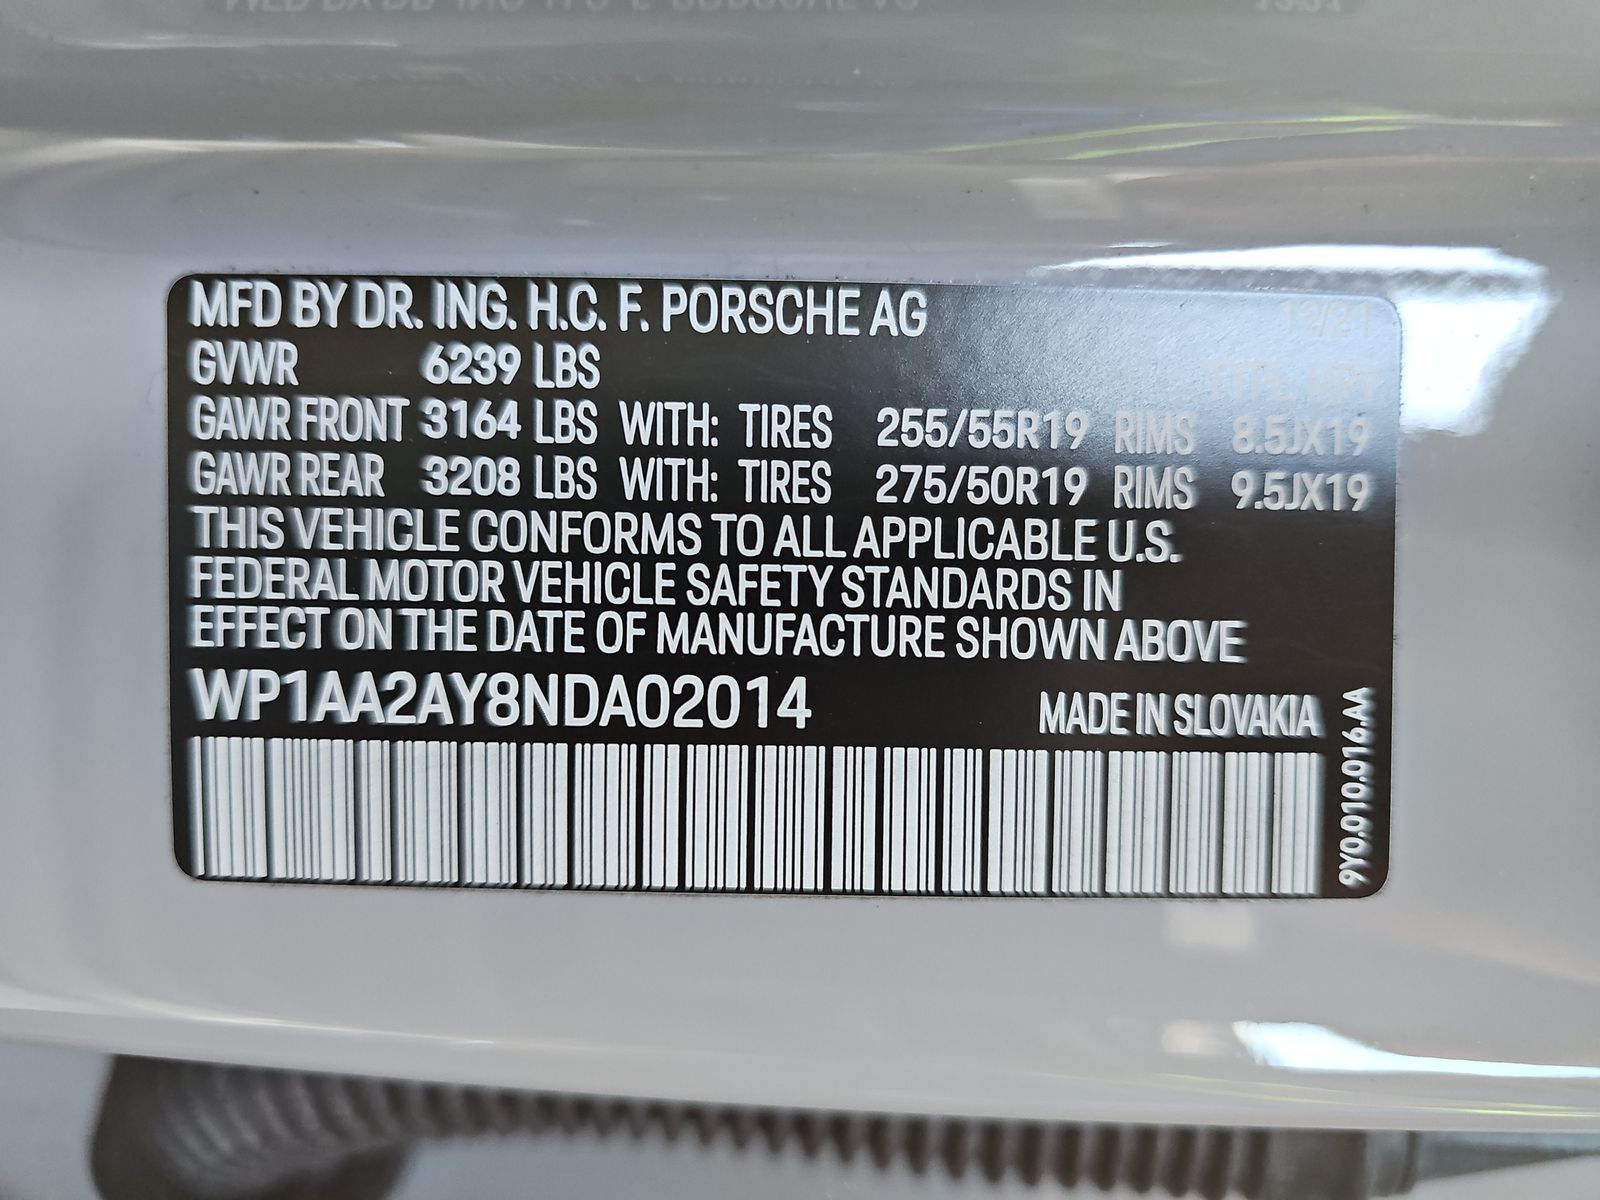 MFD BY DR. ING. H.C. F. PORSCHE AG 12/21
GVWR 6239 LBS TYPE: MPV
GAWR FRONT 3164 LBS WITH: TIRES 255/55R19 RIMS 8.5JX19
GAWR REAR 3208 LBS WITH: TIRES 275/50R19 RIMS 9.5JX19
THIS VEHICLE CONFORMS TO ALL APPLICABLE U.S.
FEDERAL MOTOR VEHICLE SAFETY STANDARDS IN
EFFECT ON THE DATE OF MANUFACTURE SHOWN ABOVE
WP1AA2AY8NDA02014 MADE IN SLOVAKIA
9Y0.010.016.AA